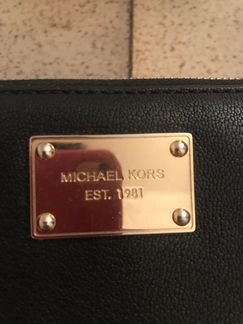 MICHAEL KORS
EST. 1981